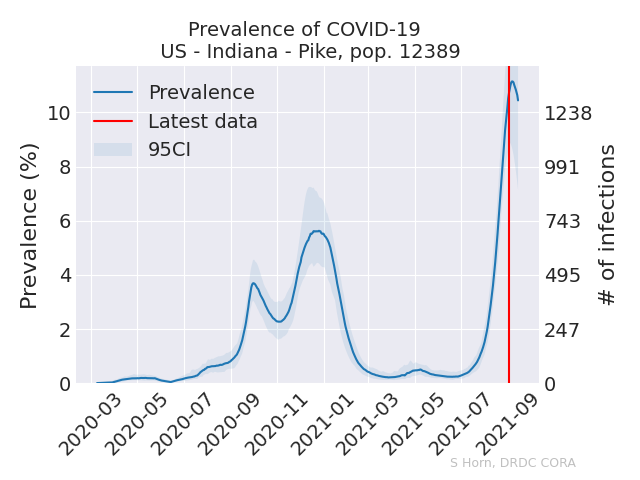 Prevalence of COVID-19
US - Indiana - Pike, pop. 12389
Prevalence
Latest data
95CI
Prevalence (%)
10
8
6
4
2
0
# of infections
1238
991
743
495
247
0
2020-03
2020-05
2020-07
2020-09
2020-11
2021-01
2021-03
2021-05
2021-07
2021-09
S Horn, DRDC CORA